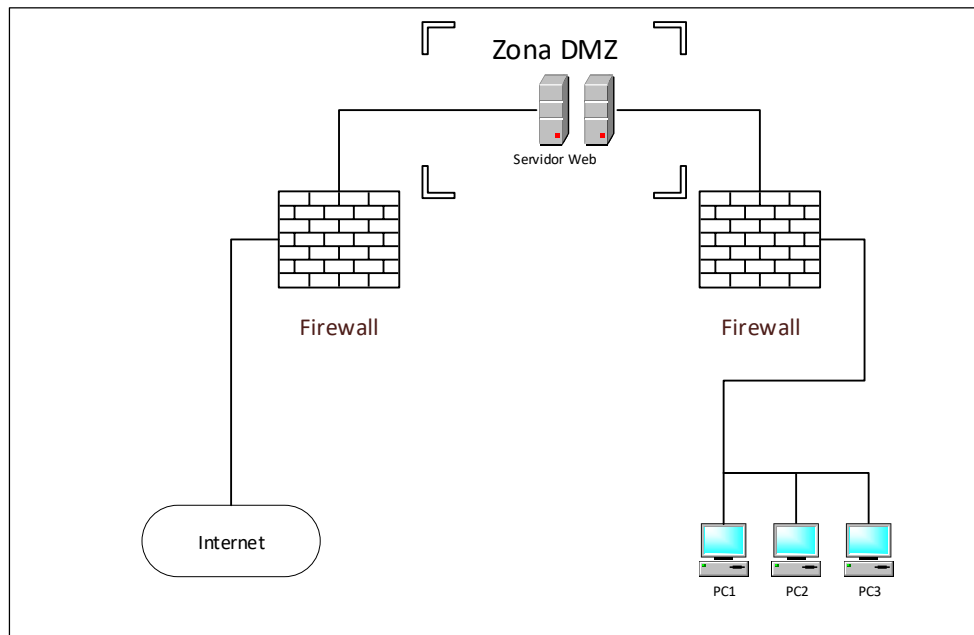 Zona DMZ
Servidor Web
Firewall
Firewall
Internet
PC1
PC2
PC3